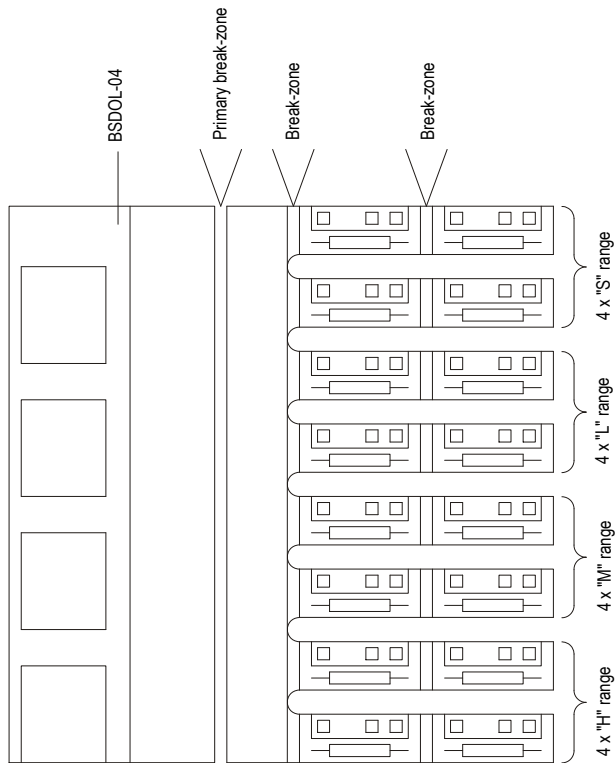 BSDOL-04
Primary break-zone
Break-zone
Break-zone
4 x "H" range
4 x "M" range
4 x "L" range
4 x "S" range